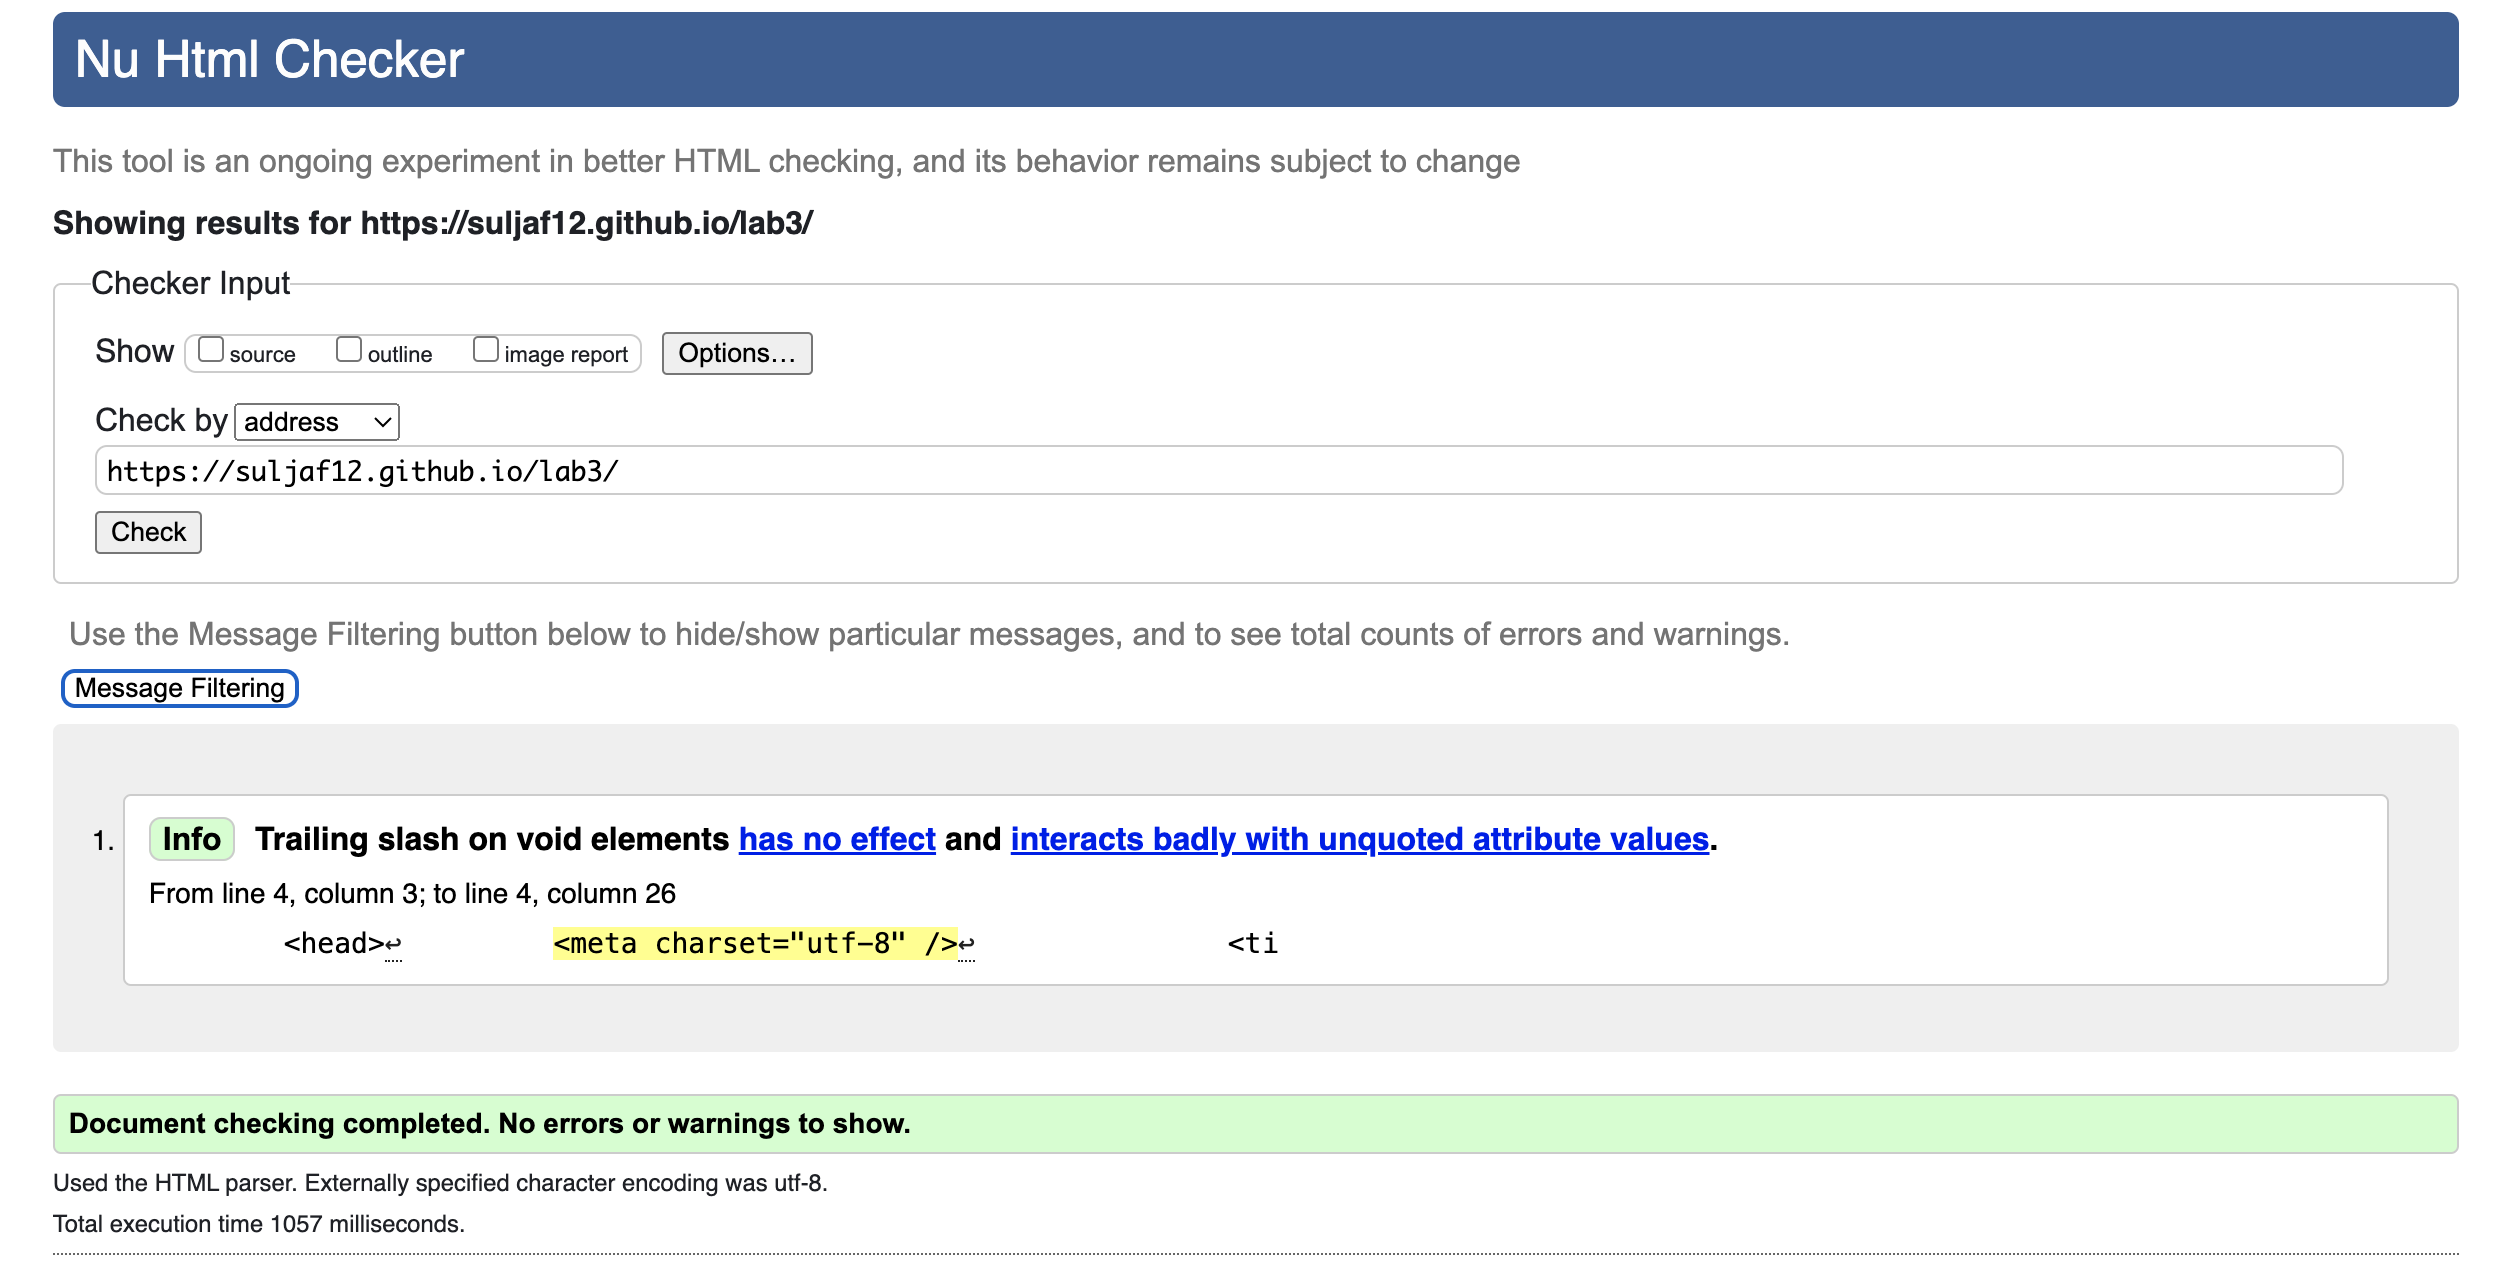 Nu Html Checker
This tool is an ongoing experiment in better HTML checking, and its behavior remains subject to change
Showing results for https://suljaf12.github.io/lab3/
Checker Input
Show source outline image report Options...
Check by address
https://suljaf12.github.io/lab3/
Check
Use the Message Filtering button below to hide/show particular messages, and to see total counts of errors and warnings.
Message Filtering
1. Info Trailing slash on void elements has no effect and interacts badly with unquoted attribute values.
From line 4, column 3; to line 4, column 26
<head>↩ <meta charset="utf-8" />↩ <ti
Document checking completed. No errors or warnings to show.
Used the HTML parser. Externally specified character encoding was utf-8.
Total execution time 1057 milliseconds.